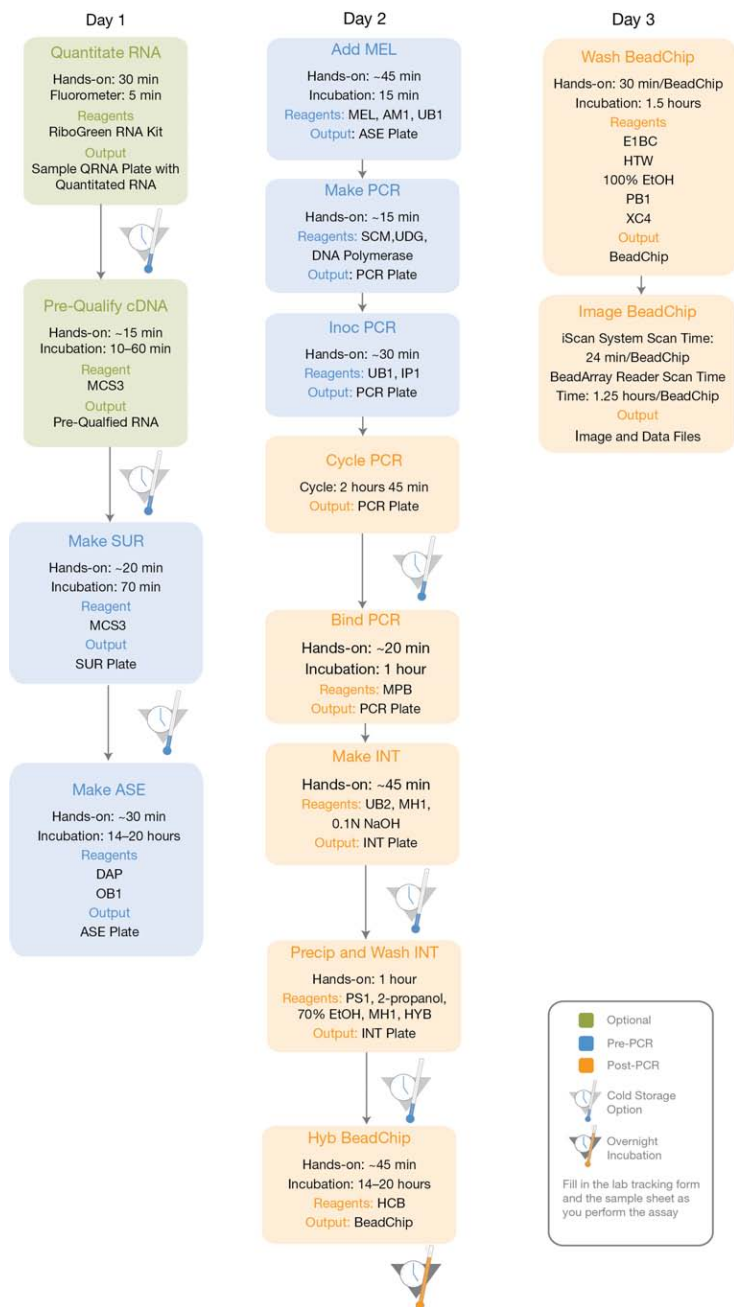 Day 1
Quantitate RNA
Hands-on: 30 min
Fluorometer: 5 min
Reagents
RiboGreen RNA Kit
Output
Sample QRNA Plate with
Quantitated RNA
Pre-Qualify cDNA
Hands-on: ~15 min
Incubation: 10–60 min
Reagent
MCS3
Output
Pre-Qualfied RNA
Make SUR
Hands-on: ~20 min
Incubation: 70 min
Reagent
MCS3
Output
SUR Plate
Make ASE
Hands-on: ~30 min
Incubation: 14–20 hours
Reagents
DAP
OB1
Output
ASE Plate
Day 2
Add MEL
Hands-on: ~45 min
Incubation: 15 min
Reagents: MEL, AM1, UB1
Output: ASE Plate
Make PCR
Hands-on: ~15 min
Reagents: SCM,UDG,
DNA Polymerase
Output: PCR Plate
Inoc PCR
Hands-on: ~30 min
Reagents: UB1, IP1
Output: PCR Plate
Cycle PCR
Cycle: 2 hours 45 min
Output: PCR Plate
Bind PCR
Hands-on: ~20 min
Incubation: 1 hour
Reagents: MPB
Output: PCR Plate
Make INT
Hands-on: ~45 min
Reagents: UB2, MH1,
0.1N NaOH
Output: INT Plate
Precip and Wash INT
Hands-on: 1 hour
Reagents: PS1, 2-propanol,
70% EtOH, MH1, HYB
Output: INT Plate
Hyb BeadChip
Hands-on: ~45 min
Incubation: 14–20 hours
Reagents: HCB
Output: BeadChip
Day 3
Wash BeadChip
Hands-on: 30 min/BeadChip
Incubation: 1.5 hours
Reagents
E1BC
HTW
100% EtOH
PB1
XC4
Output
BeadChip
Image BeadChip
iScan System Scan Time:
24 min/BeadChip
BeadArray Reader Scan Time
Time: 1.25 hours/BeadChip
Output
Image and Data Files
Optional
Pre-PCR
Post-PCR
Cold Storage
Option
Overnight
Incubation
Fill in the lab tracking form
and the sample sheet as
you perform the assay